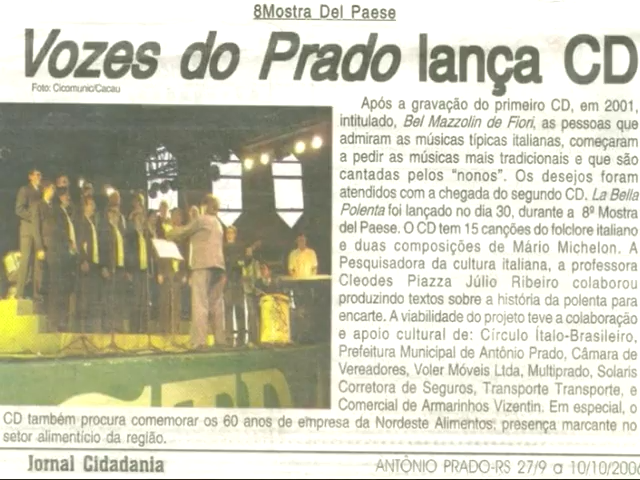 8Mostra Del Paese
Vozes do Prado lança CD
Foto: Cicomunic/Cacau
Após a gravação do primeiro CD, em 2001,
intitulado, Bel Mazzolin de Fiori, as pessoas que
admiram as músicas típicas italianas, começaram
a pedir as músicas mais tradicionais e que são
cantadas pelos "nonos". Os desejos foram
atendidos com a chegada do segundo CD. La Bella
Polenta foi lançado no dia 30, durante a 8º Mostra
del Paese. O CD tem 15 canções do folclore italiano
e duas composições de Mário Michelon. A
Pesquisadora da cultura italiana, a professora
Cleodes Piazza Júlio Ribeiro colaborou
produzindo textos sobre a história da polenta para
encarte. A viabilidade do projeto teve a colaboração
e apoio cultural de: Círculo Ítalo-Brasileiro,
Prefeitura Municipal de Antônio Prado, Câmara de
Vereadores, Voler Móveis Ltda, Multiprado, Solaris
Corretora de Seguros, Transporte Transporte, e
Comercial de Armarinhos Vizentin. Em especial, o
CD também procura comemorar os 60 anos de empresa da Nordeste Alimentos, presença marcante no
setor alimentício da região.
Jornal Cidadania
ANTÔNIO PRADO-RS 27/9 a 10/10/2006